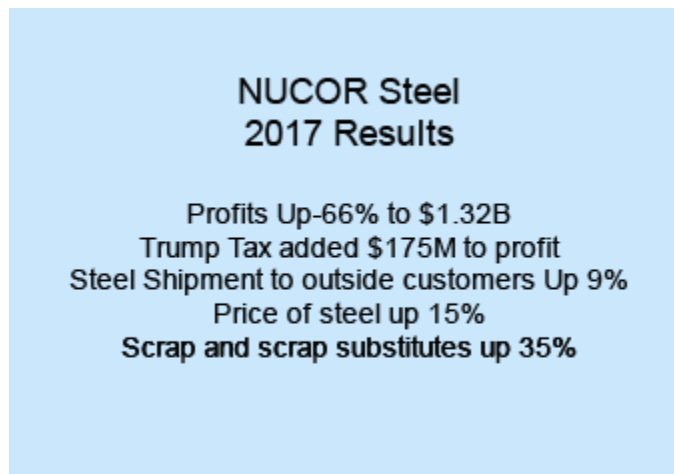 NUCOR Steel
2017 Results
Profits Up-66% to $1.32B
Trump Tax added $175M to profit
Steel Shipment to outside customers Up 9%
Price of steel up 15%
Scrap and scrap substitutes up 35%